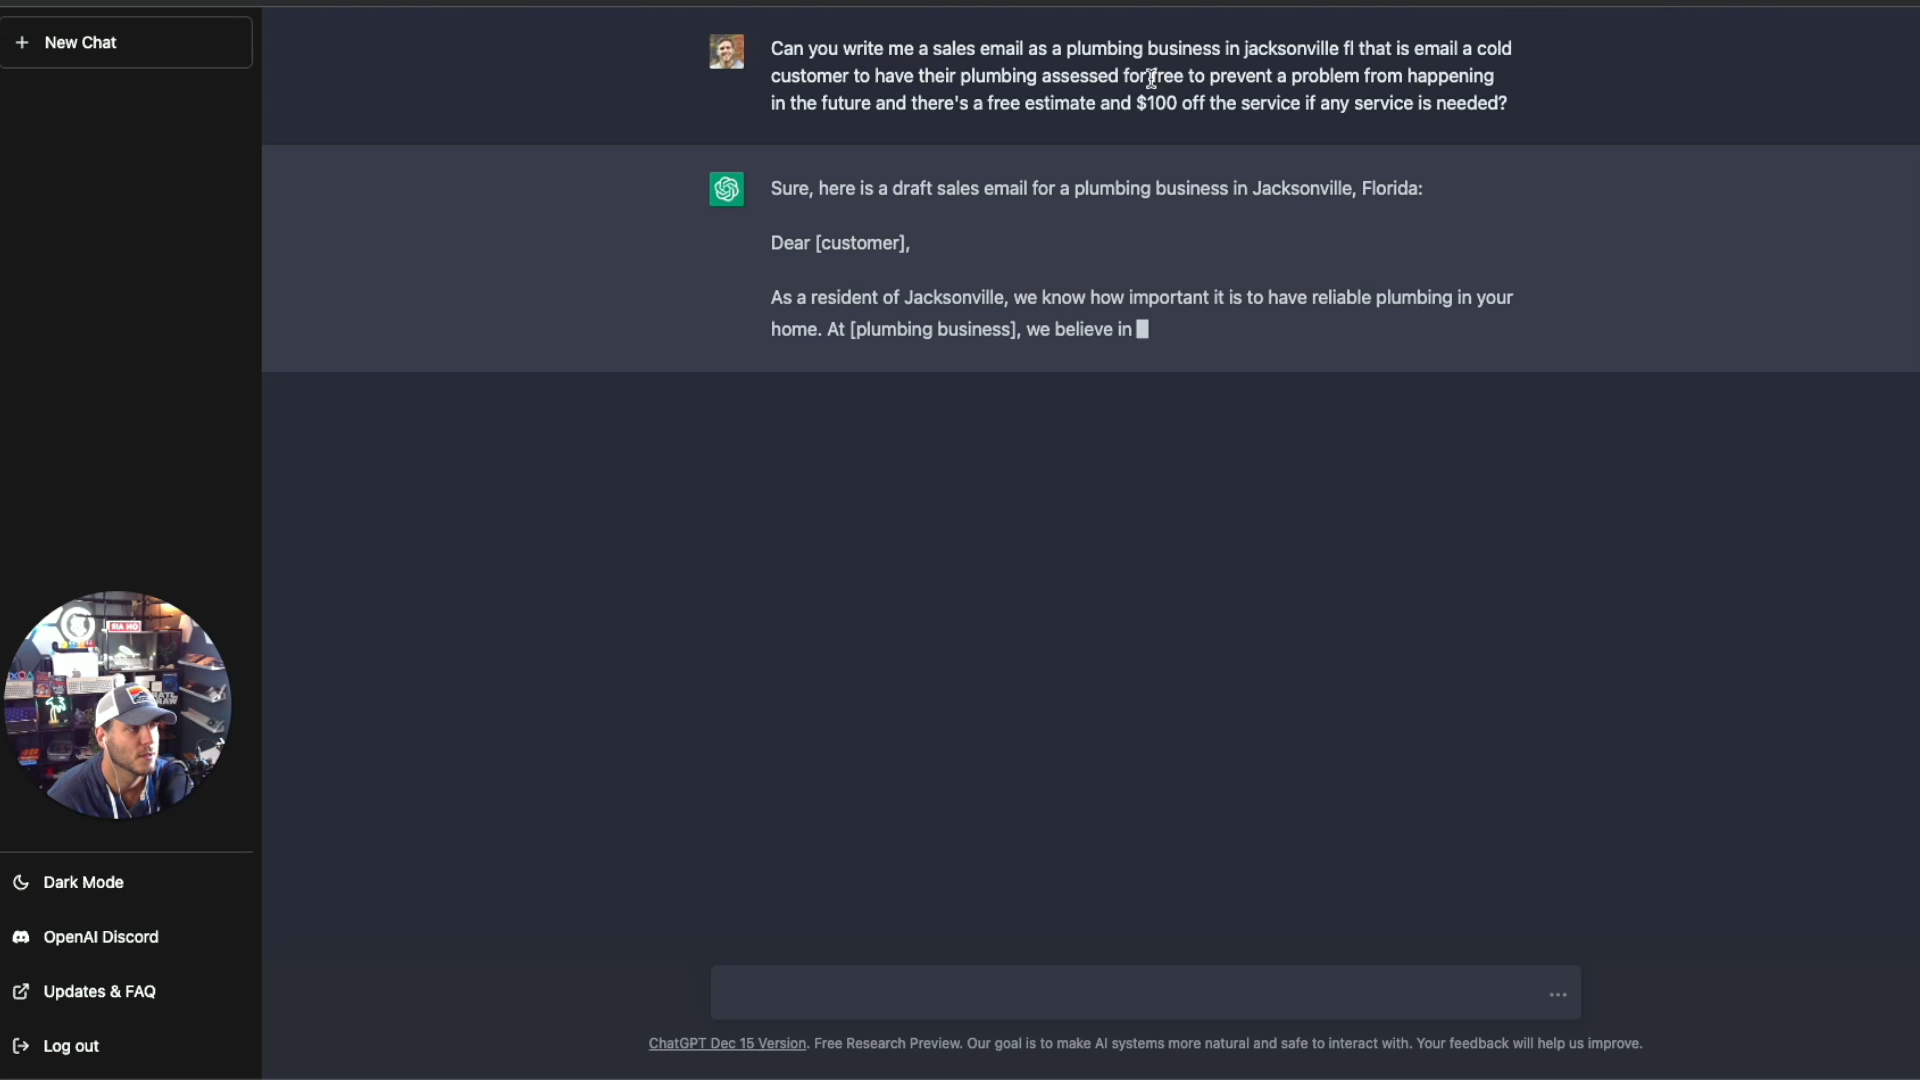 New Chat
Can you write me a sales email as a plumbing business in jacksonville fl that is email a cold
customer to have their plumbing assessed for free to prevent a problem from happening
in the future and there's a free estimate and $100 off the service if any service is needed?
Sure, here is a draft sales email for a plumbing business in Jacksonville, Florida:
Dear [customer],
As a resident of Jacksonville, we know how important it is to have reliable plumbing in your
home. At [plumbing business], we believe in
Dark Mode
OpenAI Discord
Updates & FAQ
Log out
ChatGPT Dec 15 Version. Free Research Preview. Our goal is to make AI systems more natural and safe to interact with. Your feedback will help us improve.